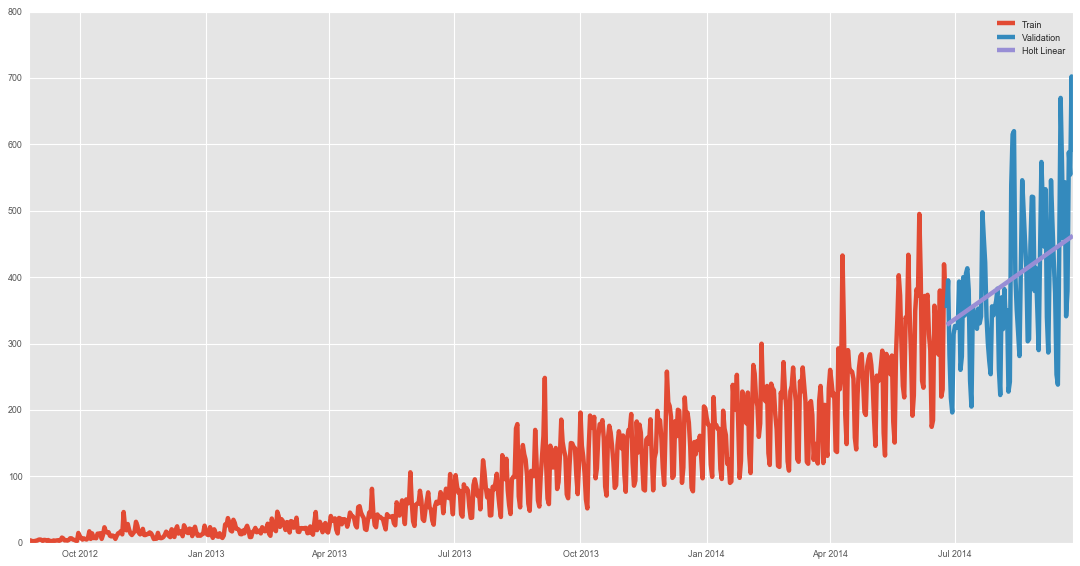 800
700
600
500
400
300
200
100
0
Train
Validation
Holt Linear
Oct 2012
Jan 2013
Apr 2013
Jul 2013
Oct 2013
Jan 2014
Apr 2014
Jul 2014